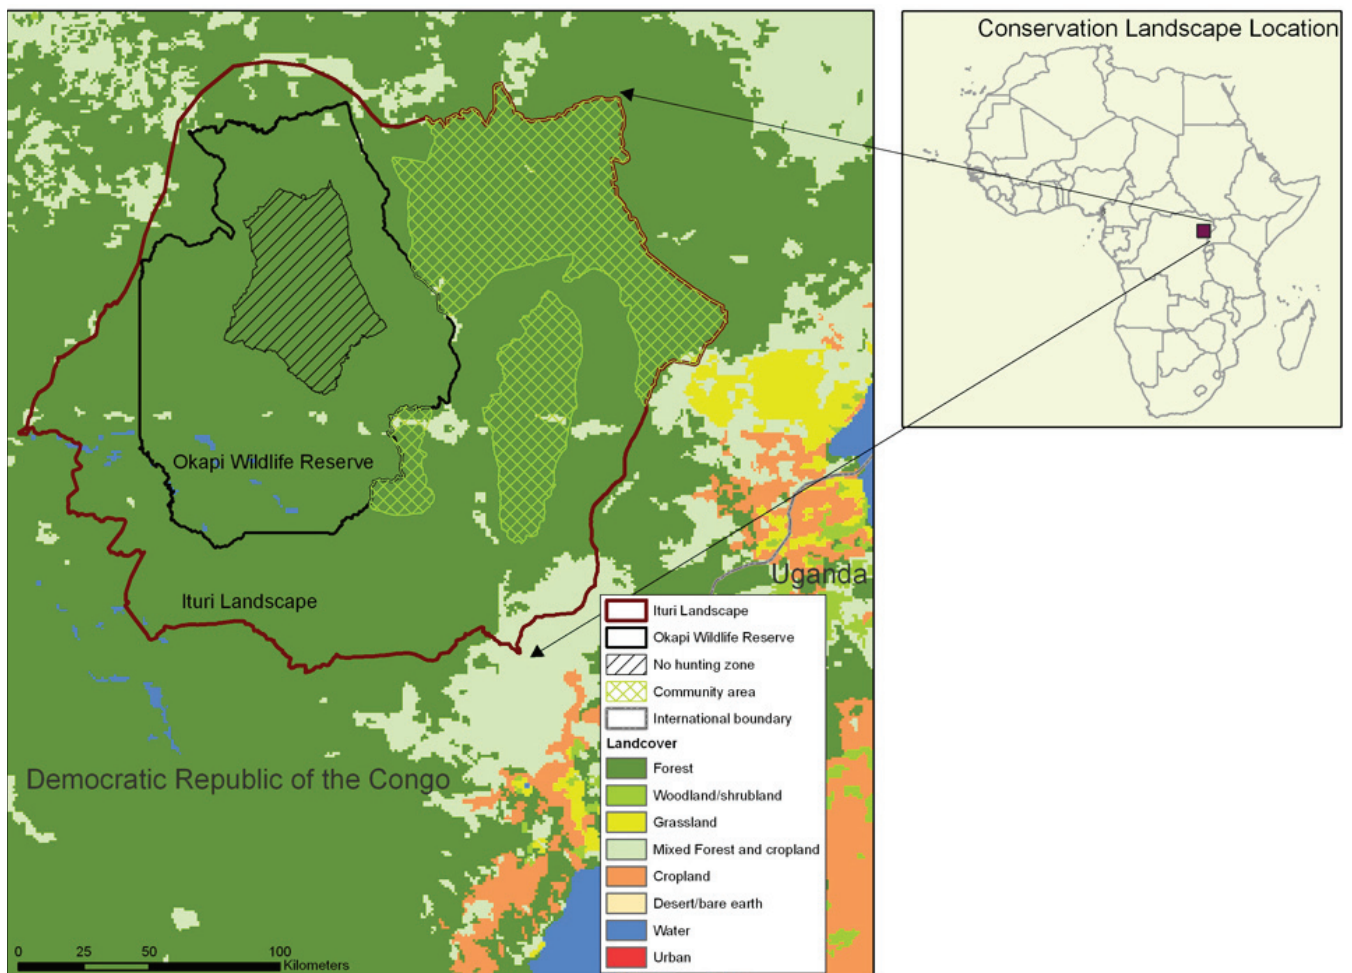 Conservation Landscape Location
Okapi Wildlife Reserve
Ituri Landscape
Uganda
Democratic Republic of the Congo
Ituri Landscape
Okapi Wildlife Reserve
No hunting zone
Community area
International boundary
Landcover
Forest
Woodland/shrubland
Grassland
Mixed Forest and cropland
Cropland
Desert/bare earth
Water
Urban
0 25 50 100
Kilometers